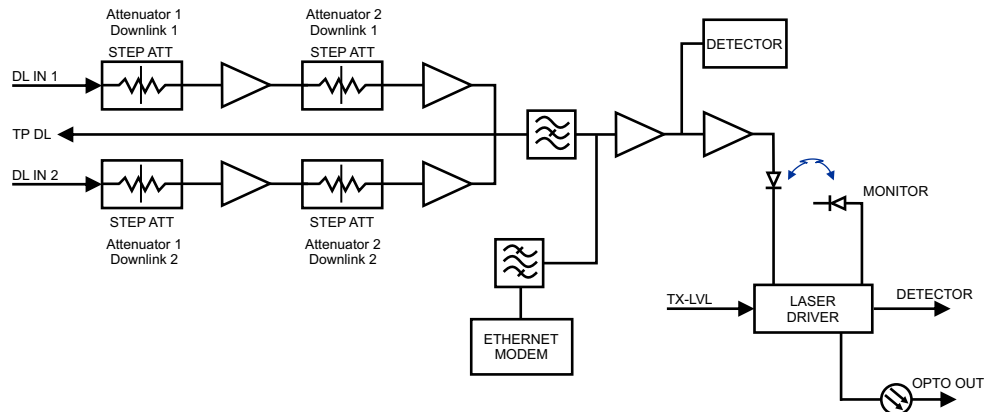 Attenuator 1
Downlink 1
Attenuator 2
Downlink 2
STEP ATT
STEP ATT
DETECTOR
DL IN 1
TP DL
DL IN 2
STEP ATT
STEP ATT
Attenuator 1
Downlink 2
Attenuator 2
Downlink 2
MONITOR
TX-LVL
LASER
DRIVER
DETECTOR
ETHERNET
MODEM
OPTO OUT